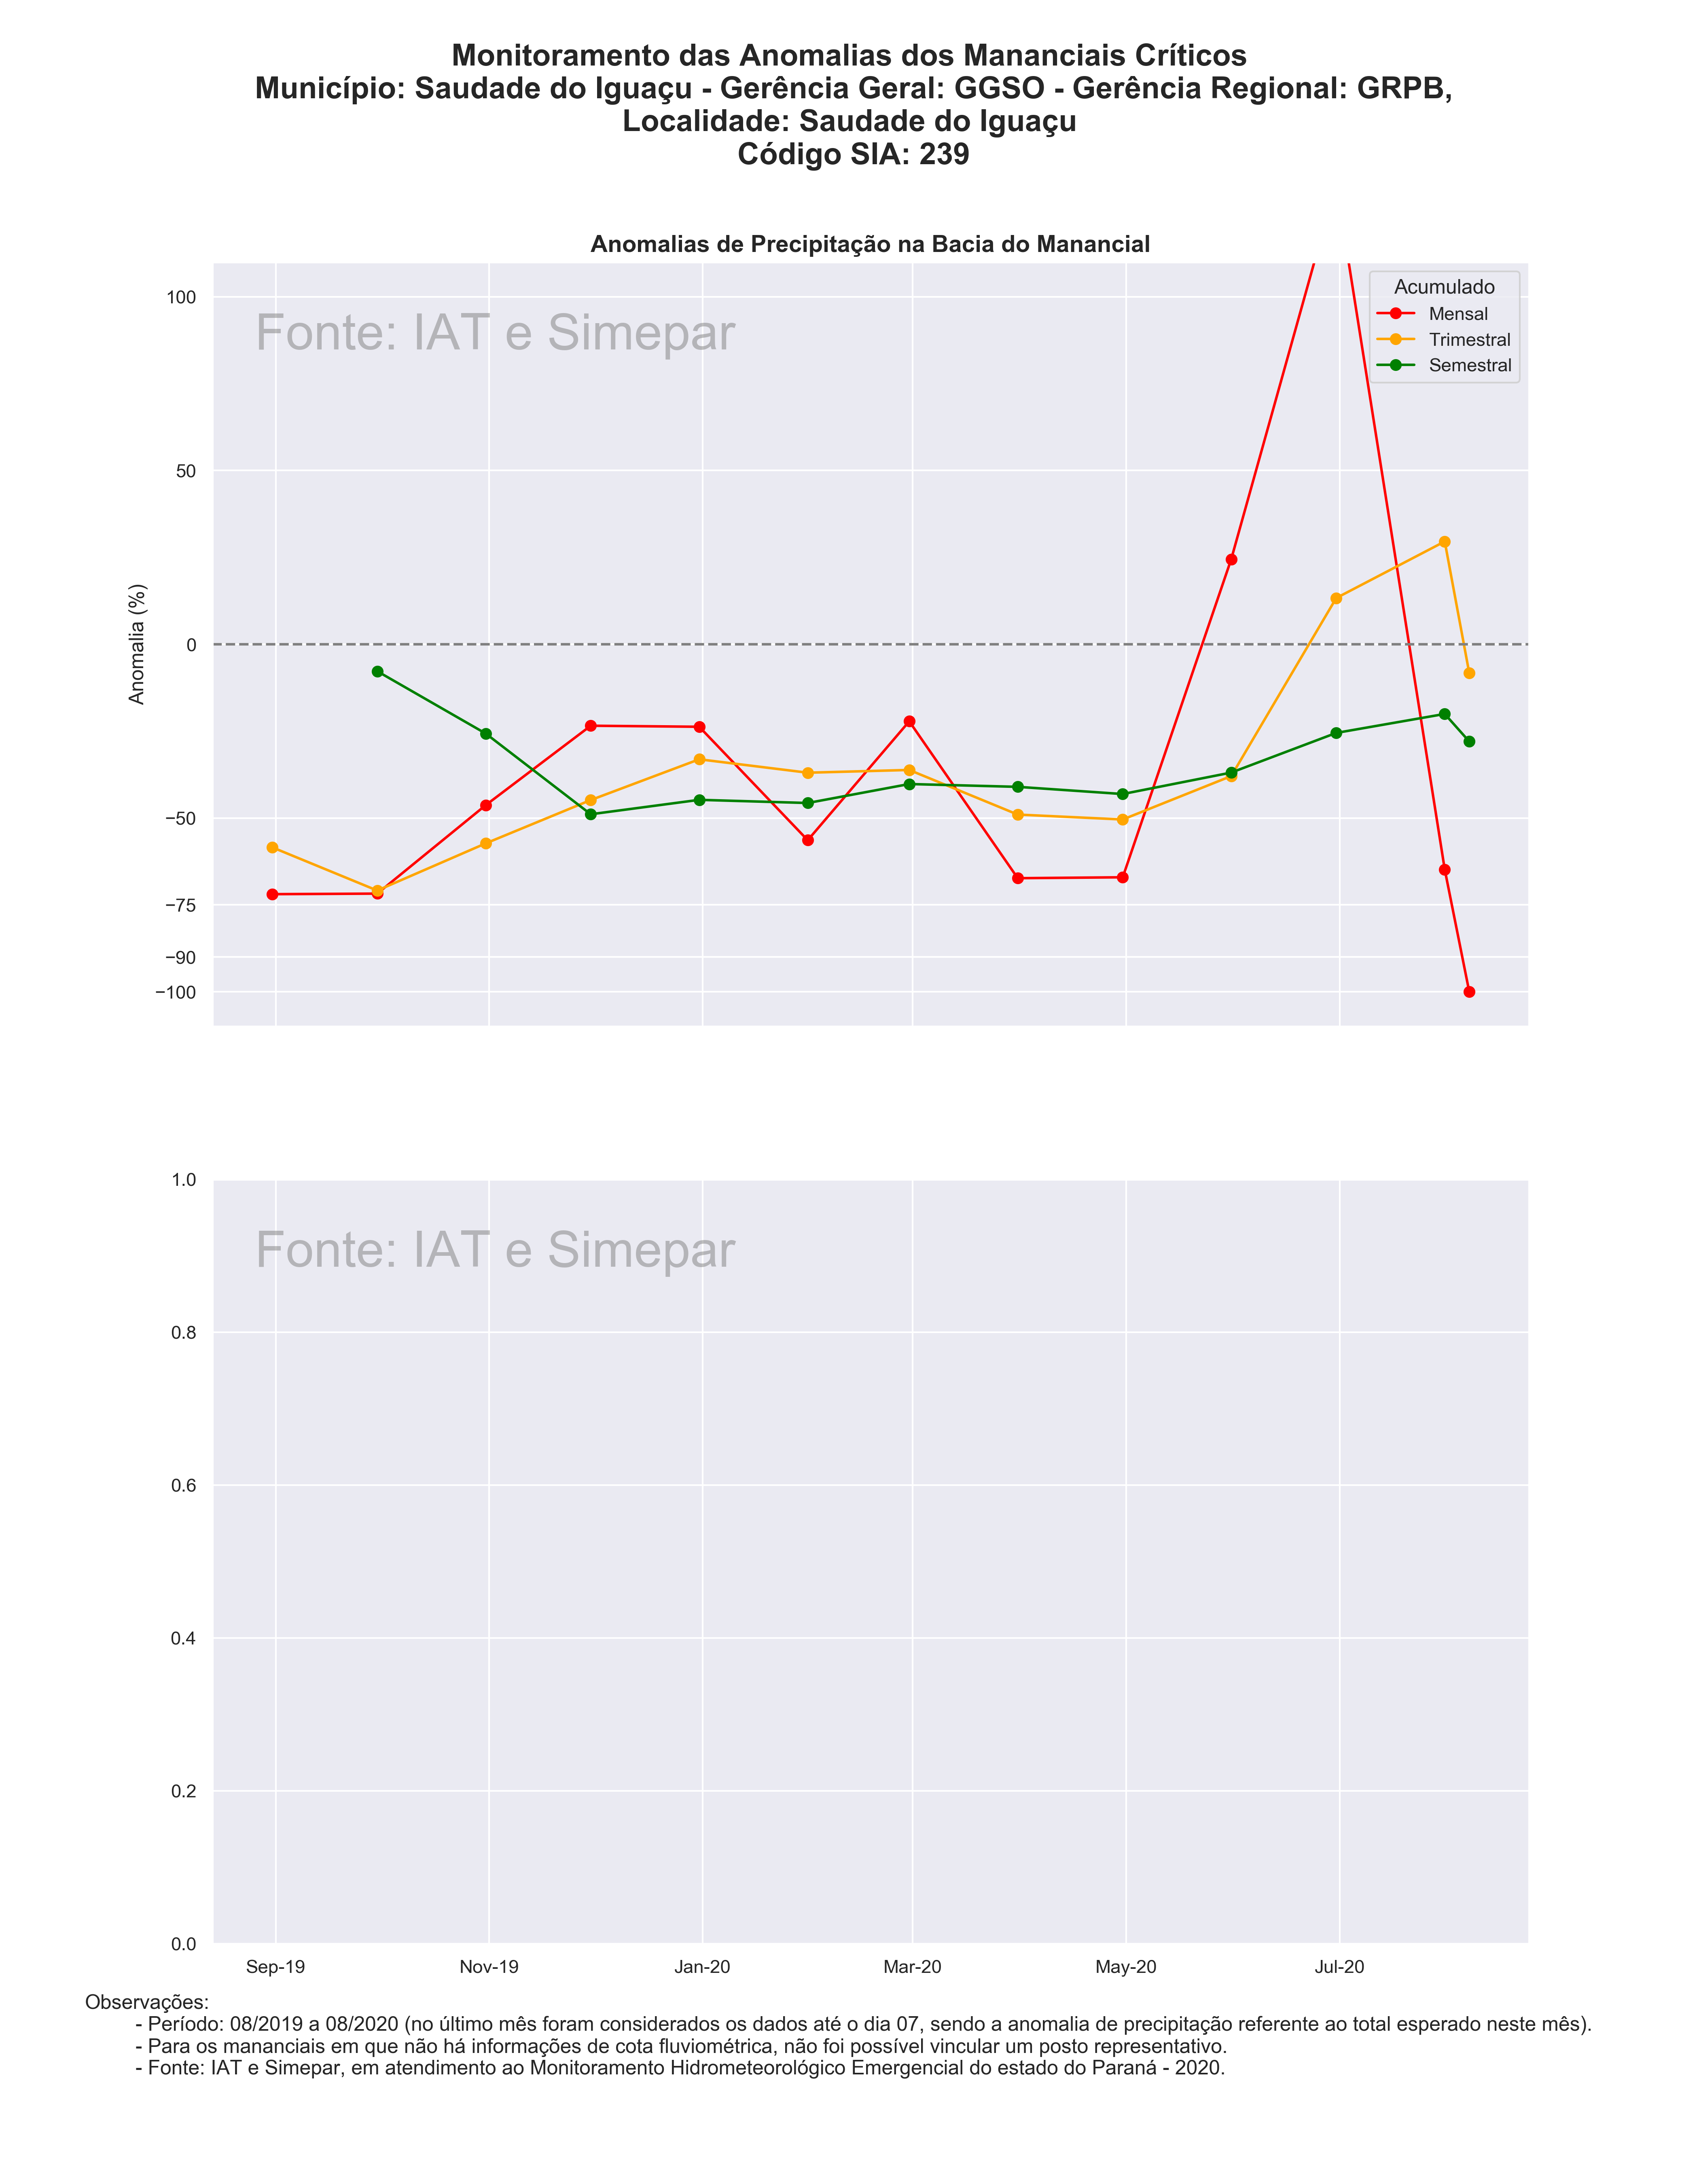 Monitoramento das Anomalias dos Mananciais Críticos
Município: Saudade do Iguaçu - Gerência Geral: GGSO - Gerência Regional: GRPB,
Localidade: Saudade do Iguaçu
Código SIA: 239
Anomalias de Precipitação na Bacia do Manancial
Fonte: IAT e Simepar
Acumulado
Mensal
Trimestral
Semestral
Anomalia (%)
100
50
0
−50
−75
−90
−100
Fonte: IAT e Simepar
1.0
0.8
0.6
0.4
0.2
0.0
Sep-19 Nov-19 Jan-20 Mar-20 May-20 Jul-20
Observações:
- Período: 08/2019 a 08/2020 (no último mês foram considerados os dados até o dia 07, sendo a anomalia de precipitação referente ao total esperado neste mês).
- Para os mananciais em que não há informações de cota fluviométrica, não foi possível vincular um posto representativo.
- Fonte: IAT e Simepar, em atendimento ao Monitoramento Hidrometeorológico Emergencial do estado do Paraná - 2020.